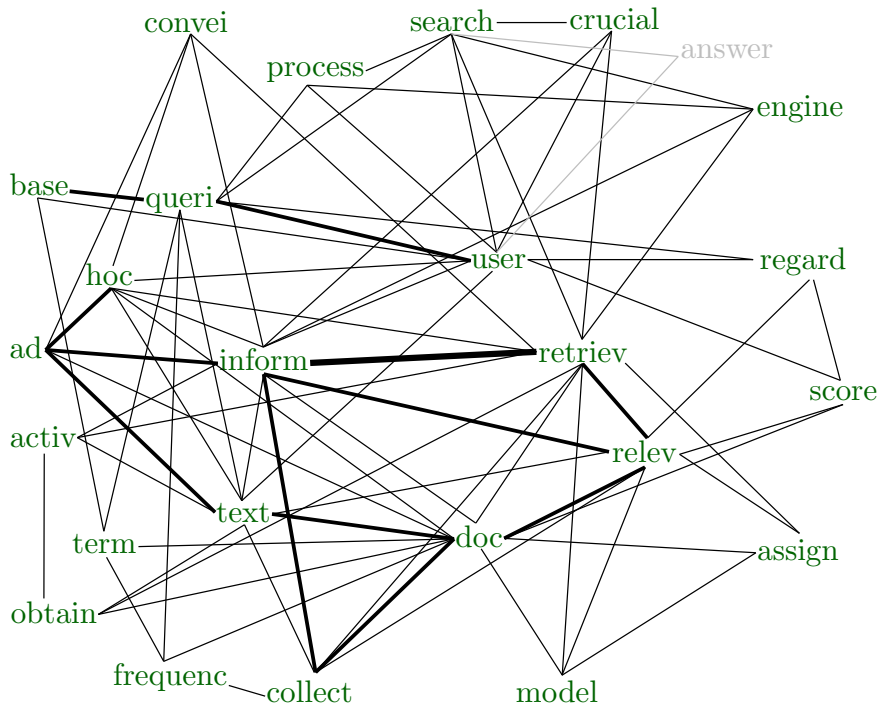 convei
search
crucial
answer
process
engine
base
queri
user
regard
hoc
ad
inform
retriev
score
activ
relev
text
term
doc
assign
obtain
frequenc
collect
model